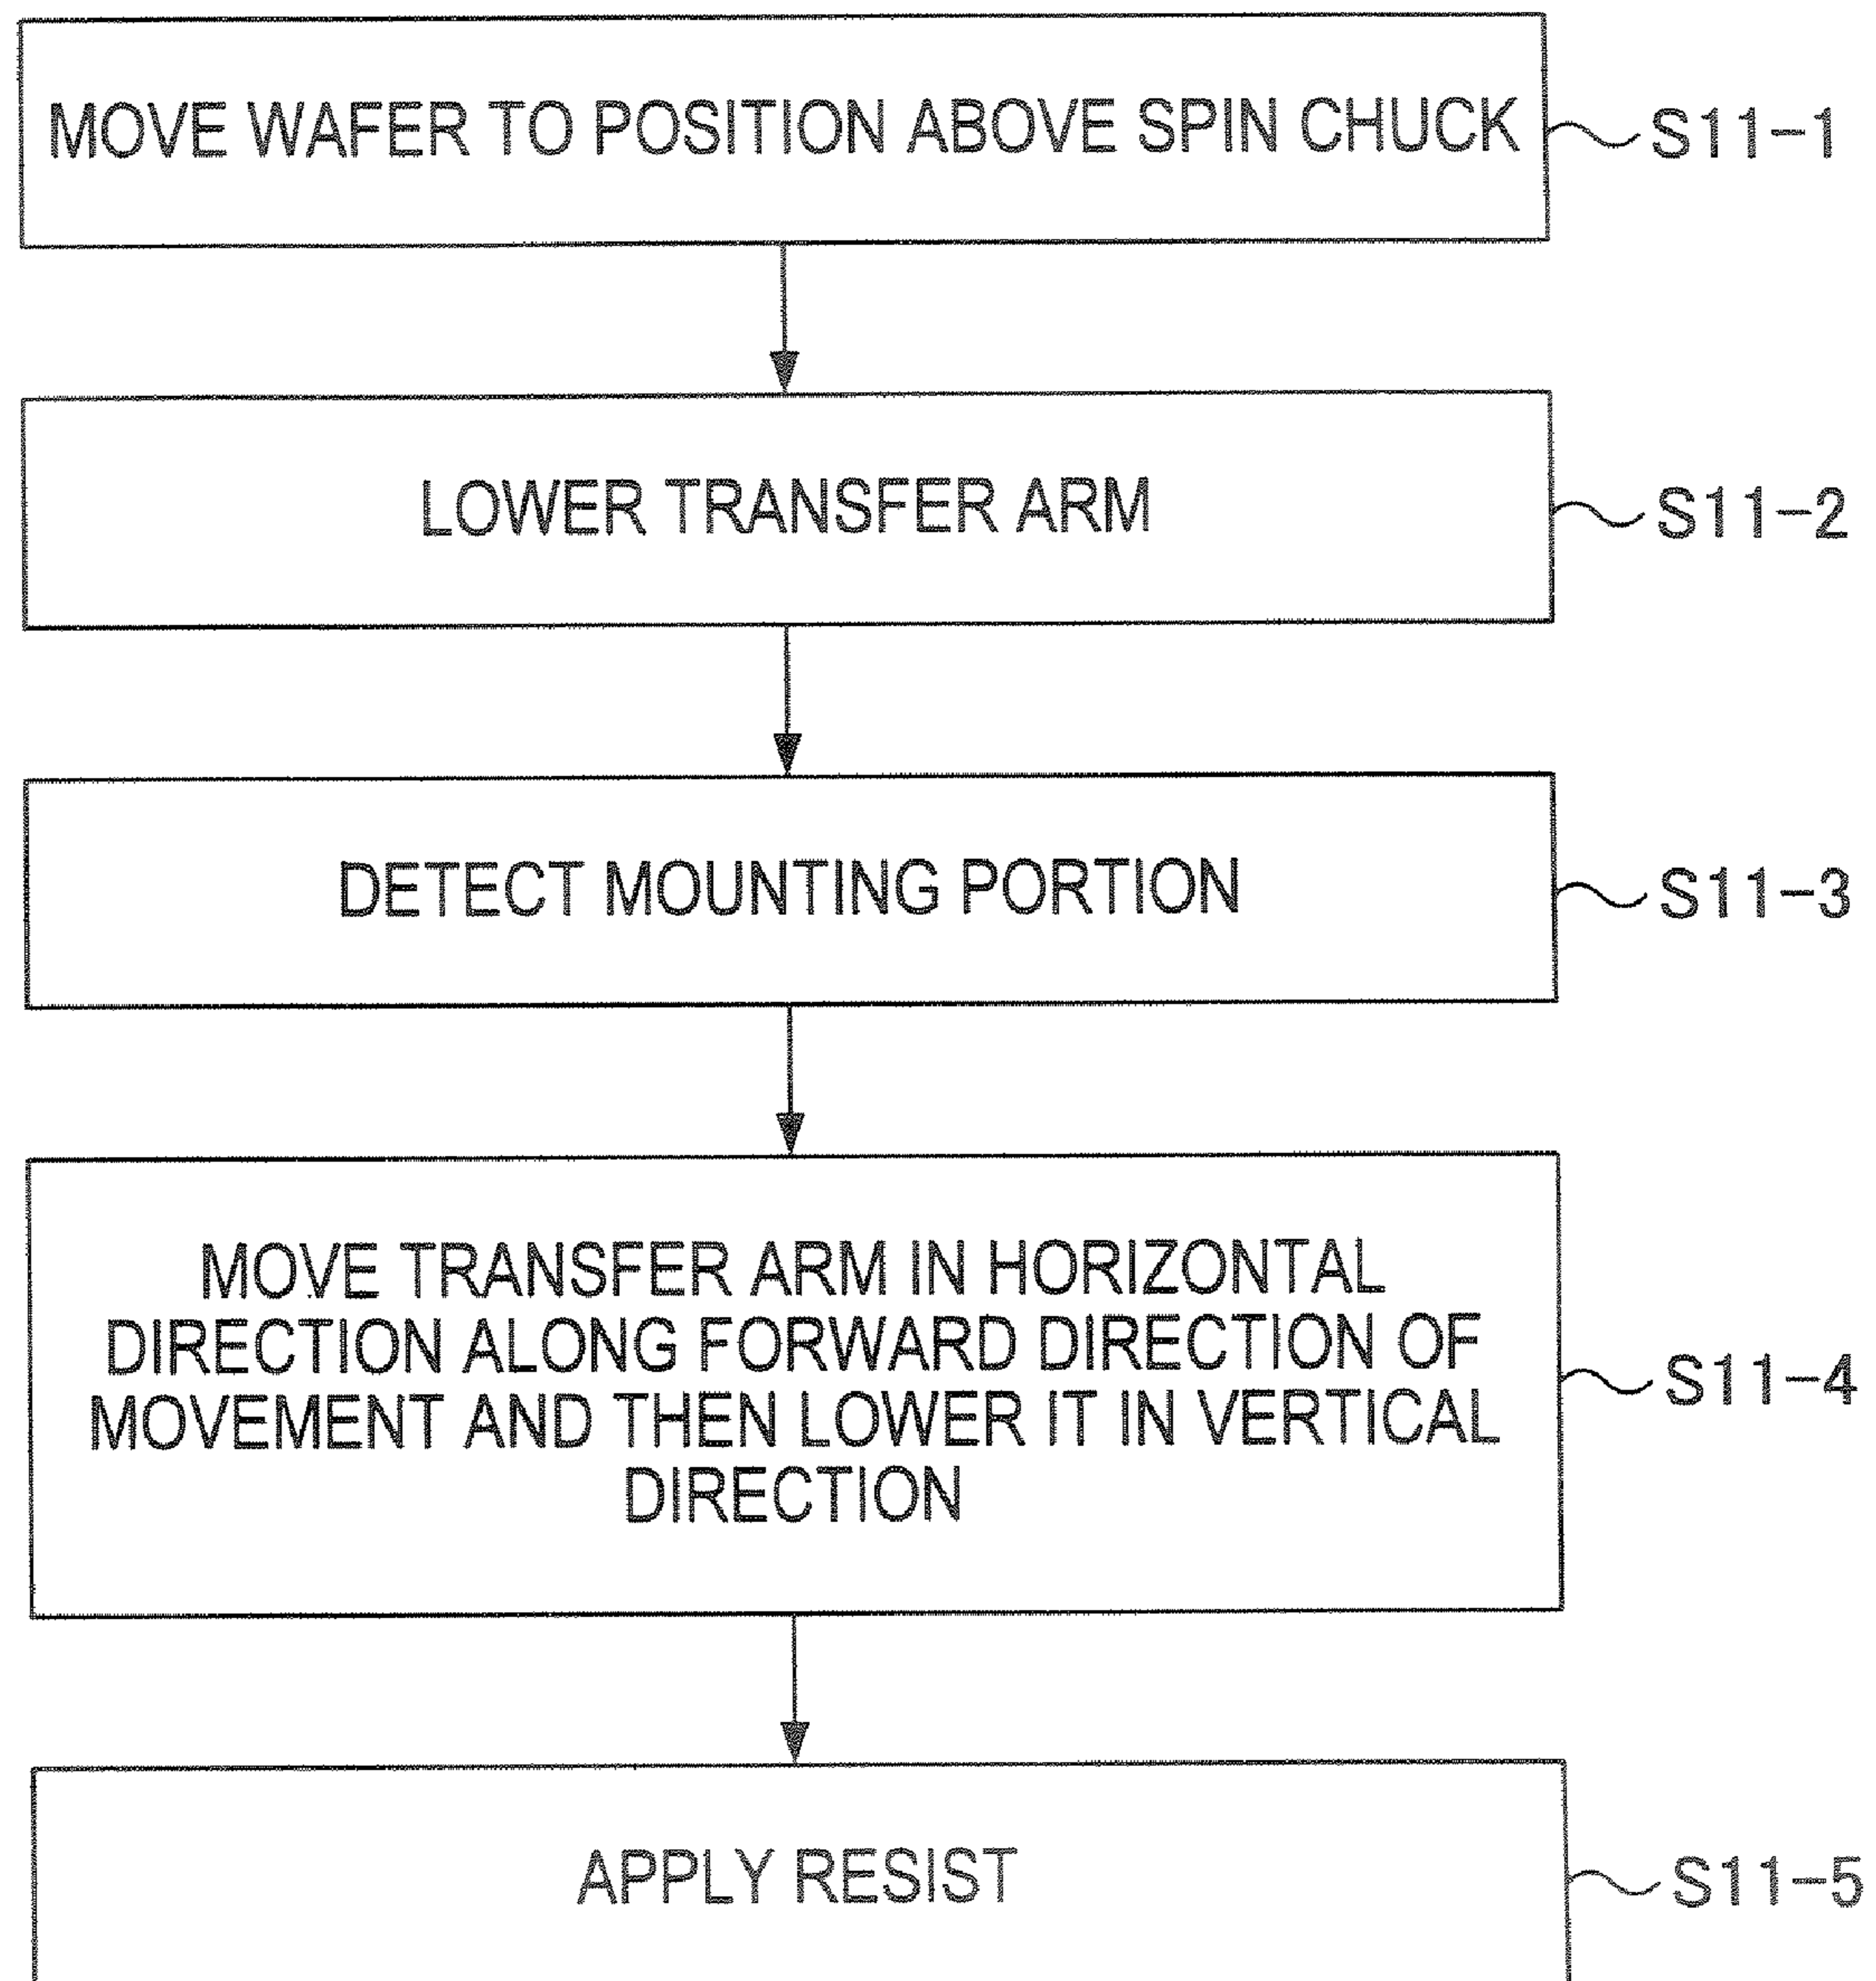 MOVE WAFER TO POSITION ABOVE SPIN CHUCK
S11-1
LOWER TRANSFER ARM
S11-2
DETECT MOUNTING PORTION
S11-3
MOVE TRANSFER ARM IN HORIZONTAL
DIRECTION ALONG FORWARD DIRECTION OF
MOVEMENT AND THEN LOWER IT IN VERTICAL
DIRECTION
S11-4
APPLY RESIST
S11-5